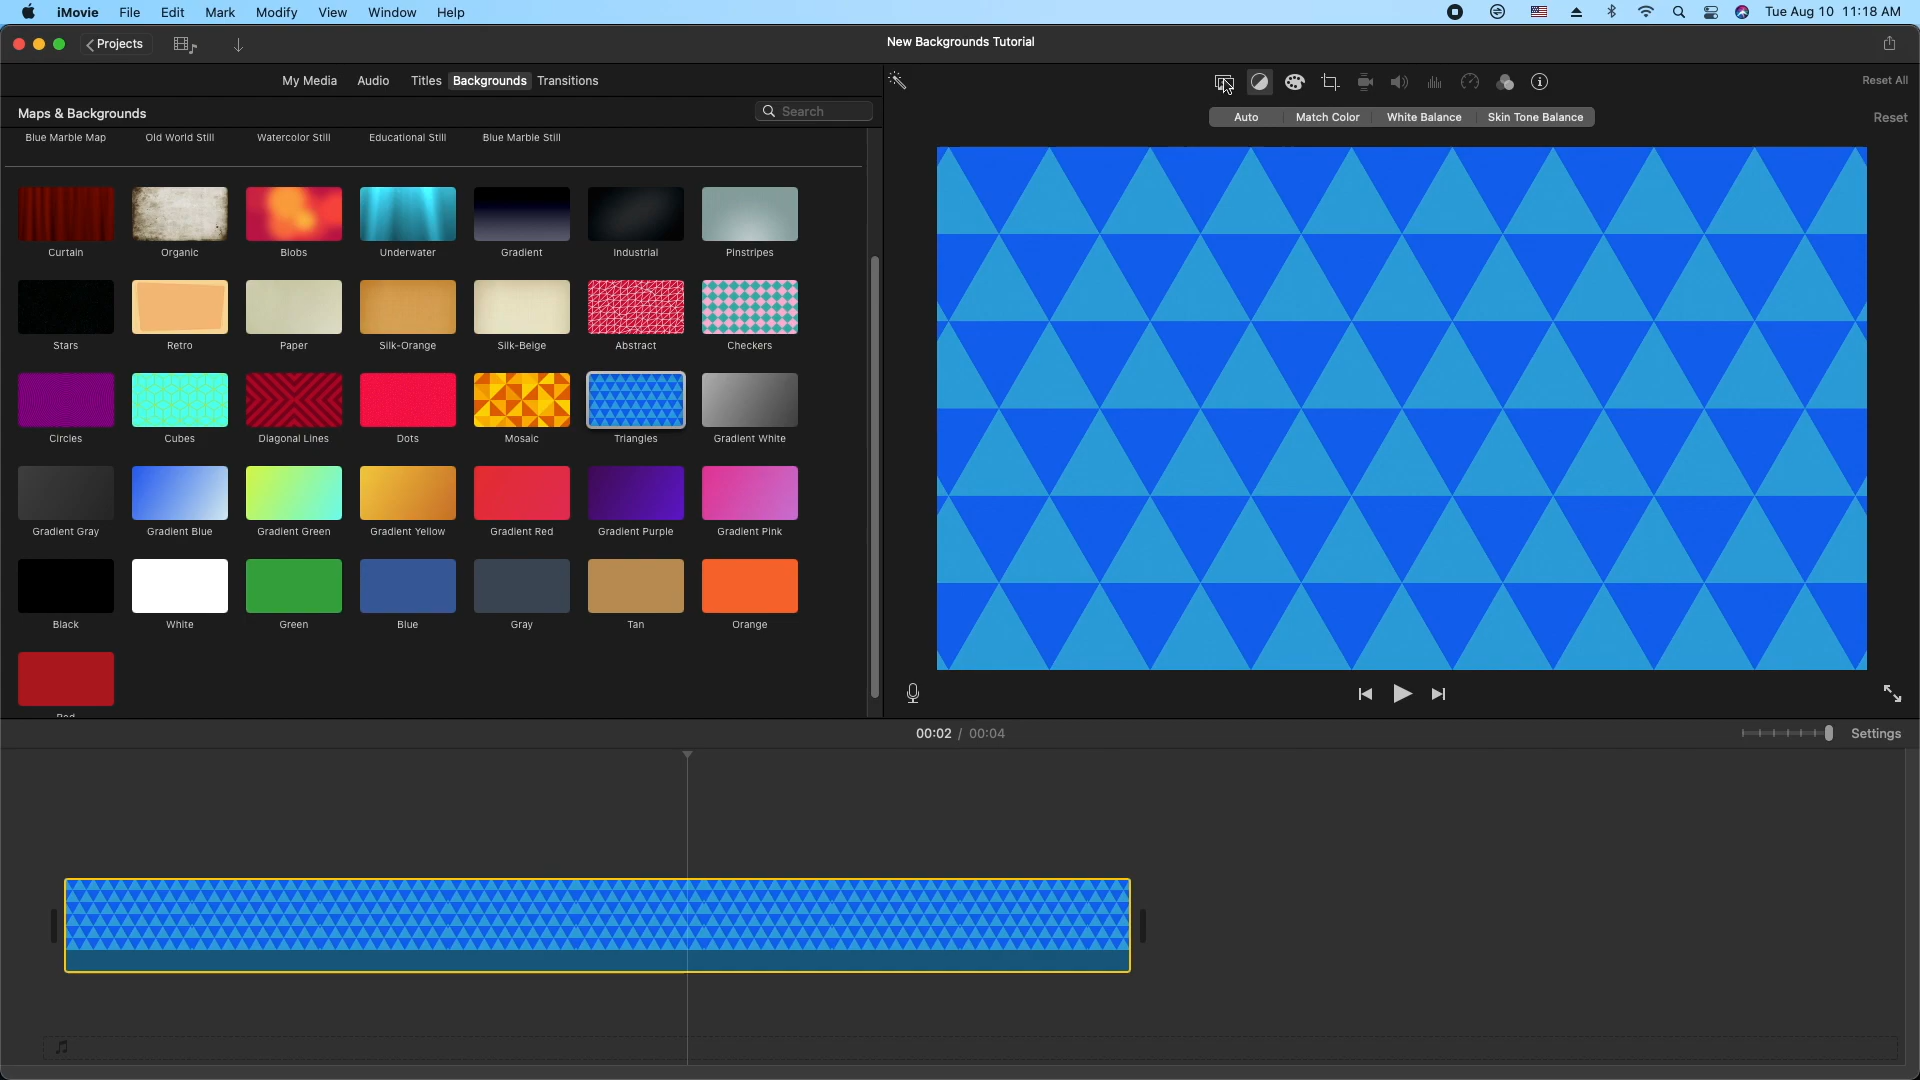 iMovie File Edit Mark Modify View Window Help Tue Aug 10 11:18 AM
Projects New Backgrounds Tutorial
My Media Audio Titles Backgrounds Transitions Reset All
Maps & Backgrounds Search Auto Match Color White Balance Skin Tone Balance Reset
Blue Marble Map Old World Still Watercolor Still Educational Still Blue Marble Still
Curtain Organic Blobs Underwater Gradient Industrial Pinstripes
Stars Retro Paper Silk-Orange Silk-Beige Abstract Checkers
Circles Cubes Diagonal Lines Dots Mosaic Triangles Gradient White
Gradient Gray Gradient Blue Gradient Green Gradient Yellow Gradient Red Gradient Purple Gradient Pink
Black White Green Blue Gray Tan Orange
Red
00:02 / 00:04 Settings